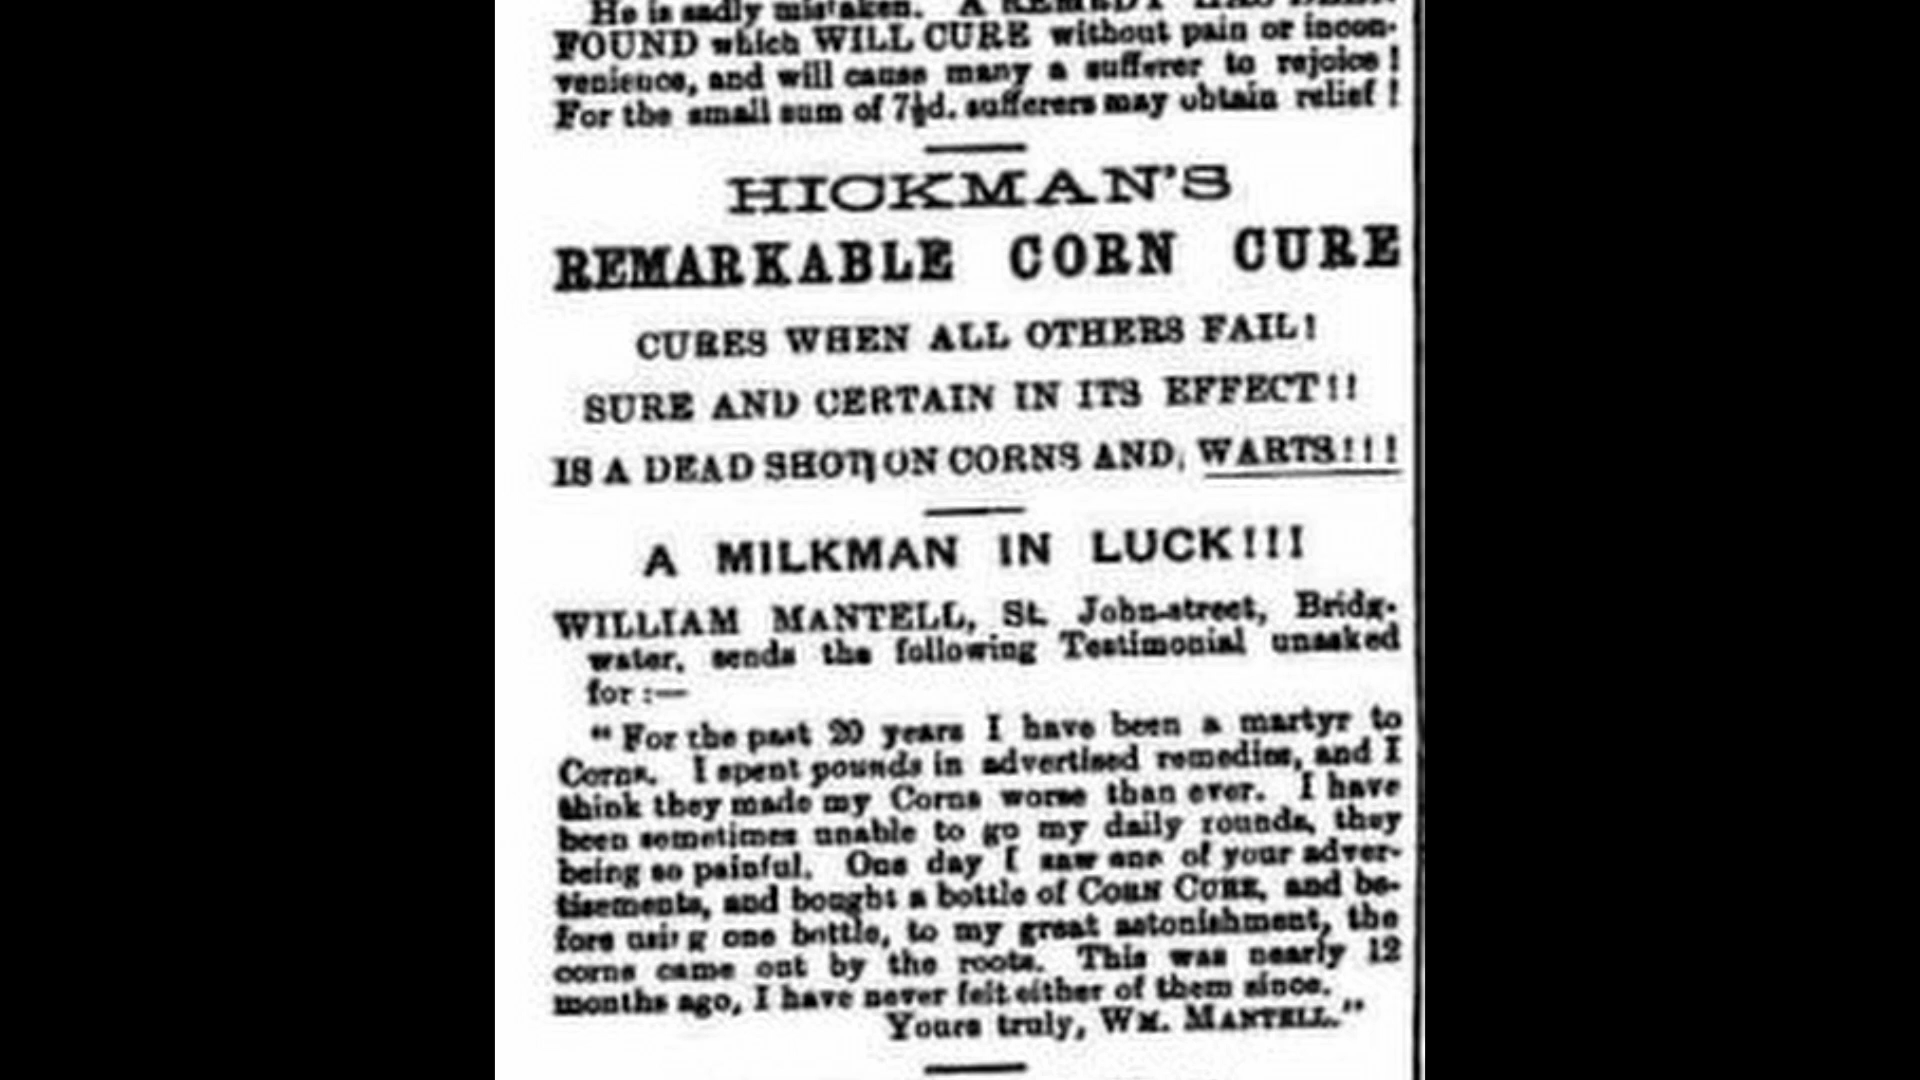 He is sadly mistaken. A REMEDY HAS BEEN
FOUND which WILL CURE without pain or incon-
venience, and will cause many a sufferer to rejoice!
For the small sum of 7½d. sufferers may obtain relief!
HICKMAN'S
REMARKABLE CORN CURE
CURES WHEN ALL OTHERS FAIL!
SURE AND CERTAIN IN ITS EFFECT!!
IS A DEAD SHOT ON CORNS AND WARTS!!!
A MILKMAN IN LUCK!!!
WILLIAM MANTELL, St. John-street, Bridg-
water, sends the following Testimonial unasked
for:—
"For the past 20 years I have been a martyr to
Corns. I spent pounds in advertised remedies, and I
think they made my Corns worse than ever. I have
been sometimes unable to go my daily rounds, they
being so painful. One day I saw one of your adver-
tisements, and bought a bottle of CORN CURE, and be-
fore using one bottle, to my great astonishment, the
corns came out by the roots. This was nearly 12
months ago, I have never felt either of them since.
Yours truly, WM. MANTELL."